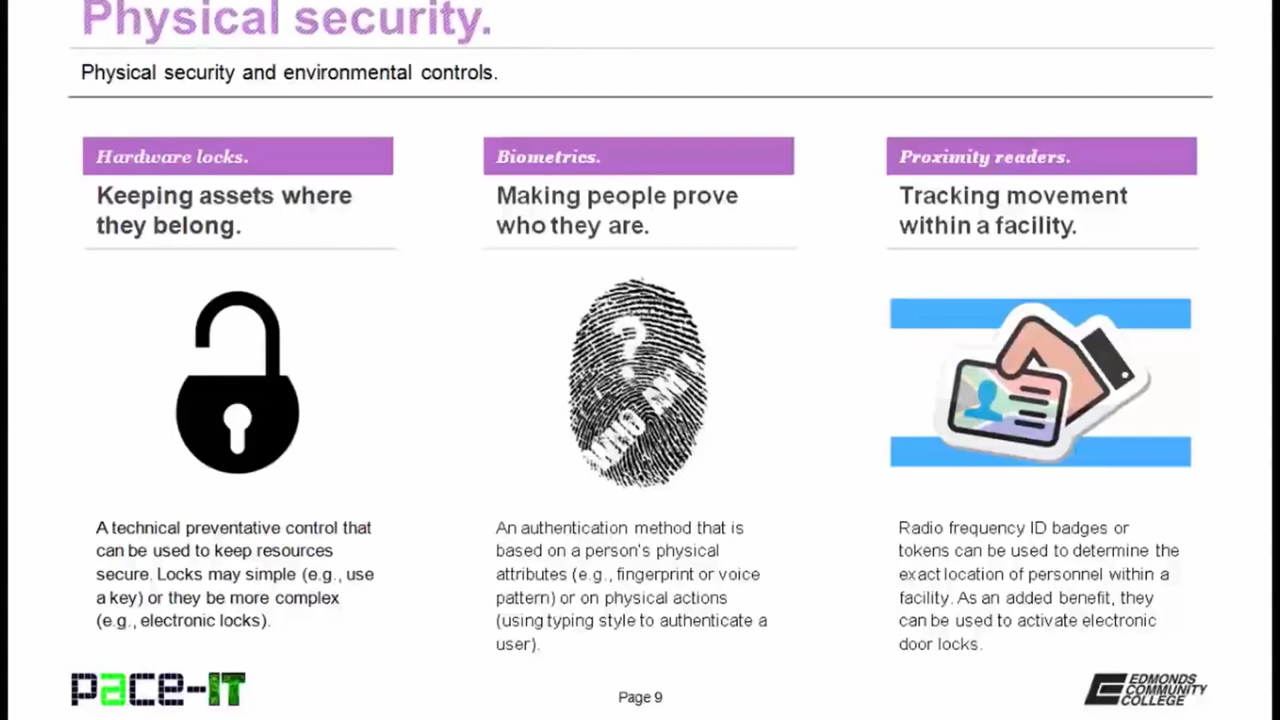 Physical security.
Physical security and environmental controls.
Hardware locks.
Keeping assets where
they belong.
A technical preventative control that
can be used to keep resources
secure. Locks may simple (e.g., use
a key) or they be more complex
(e.g., electronic locks).
Biometrics.
Making people prove
who they are.
?
WHO AM I
An authentication method that is
based on a person's physical
attributes (e.g., fingerprint or voice
pattern) or on physical actions
(using typing style to authenticate a
user).
Proximity readers.
Tracking movement
within a facility.
Radio frequency ID badges or
tokens can be used to determine the
exact location of personnel within a
facility. As an added benefit, they
can be used to activate electronic
door locks.
pace-IT
Page 9
EDMONDS
COMMUNITY
COLLEGE